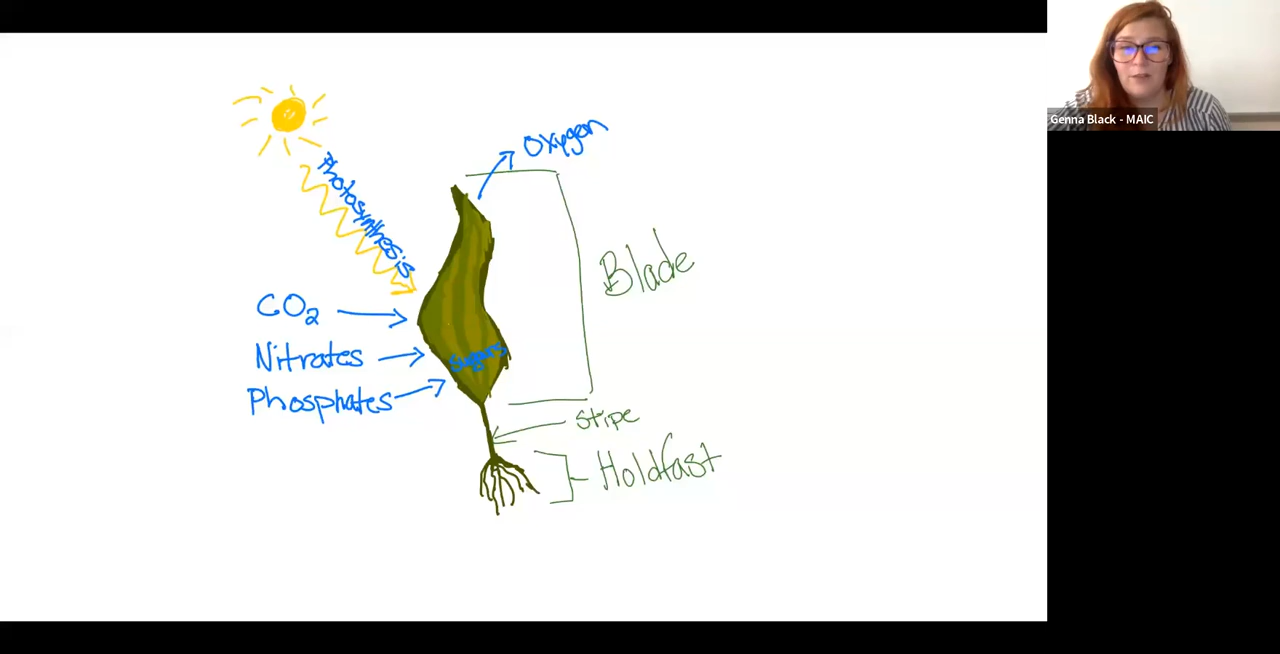 Genna Black - MAIC
Oxygen
Photosynthesis
Blade
CO₂
Nitrates
Sugars
Phosphates
Stipe
Holdfast